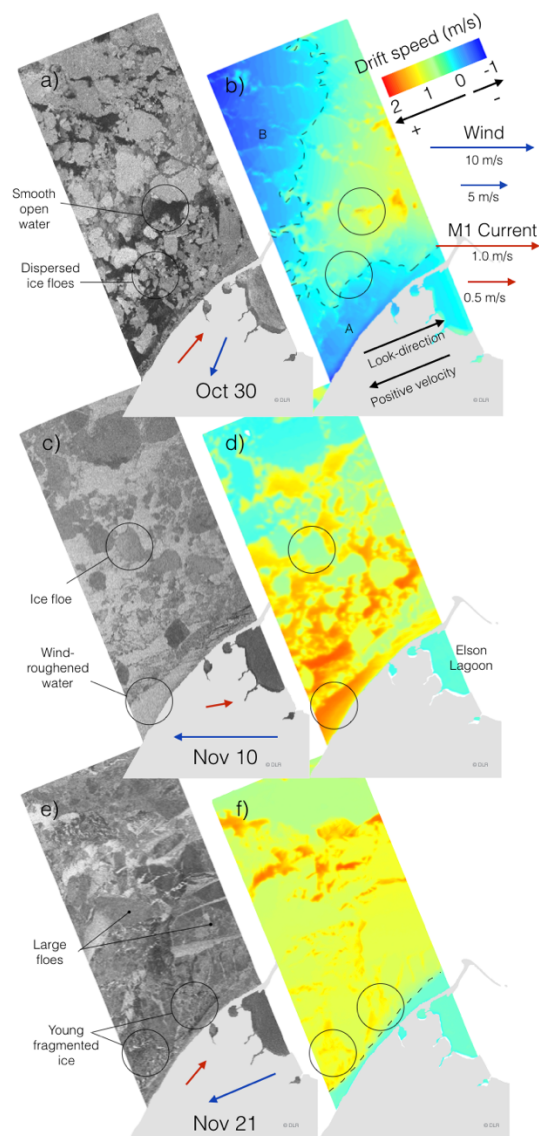 a)
b)
Drift speed (m/s)
2
1
0
-1
+
-
B
Wind
10 m/s
5 m/s
Smooth
open
water
M1 Current
1.0 m/s
0.5 m/s
Dispersed
ice floes
A
Look-direction
Positive velocity
Oct 30
© DLR
© DLR
c)
d)
Ice floe
Wind-
roughened
water
Elson
Lagoon
Nov 10
© DLR
© DLR
e)
f)
Large
floes
Young
fragmented
ice
Nov 21
© DLR
© DLR